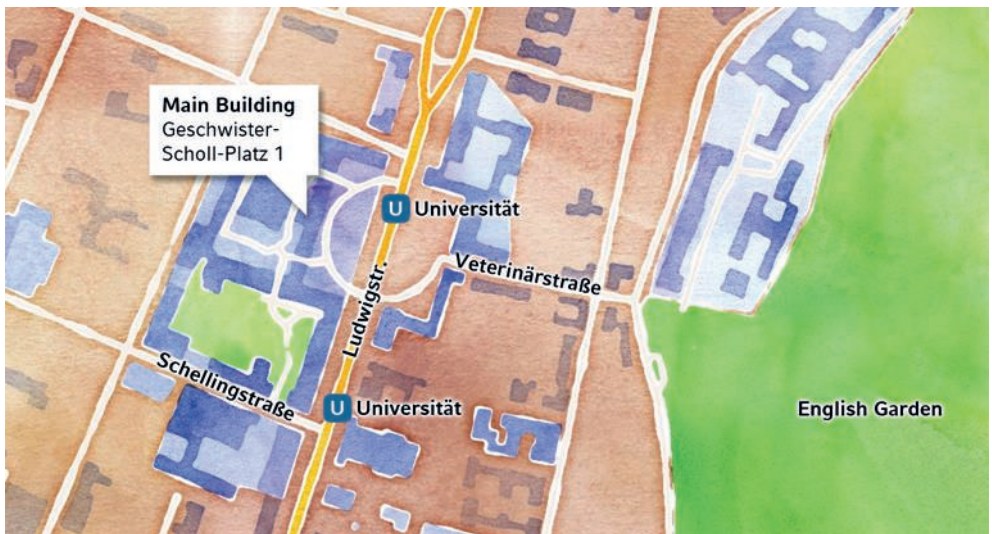 Main Building
Geschwister-
Scholl-Platz 1
U Universität
Veterinärstraße
Ludwigstr.
Schellingstraße
U Universität
English Garden